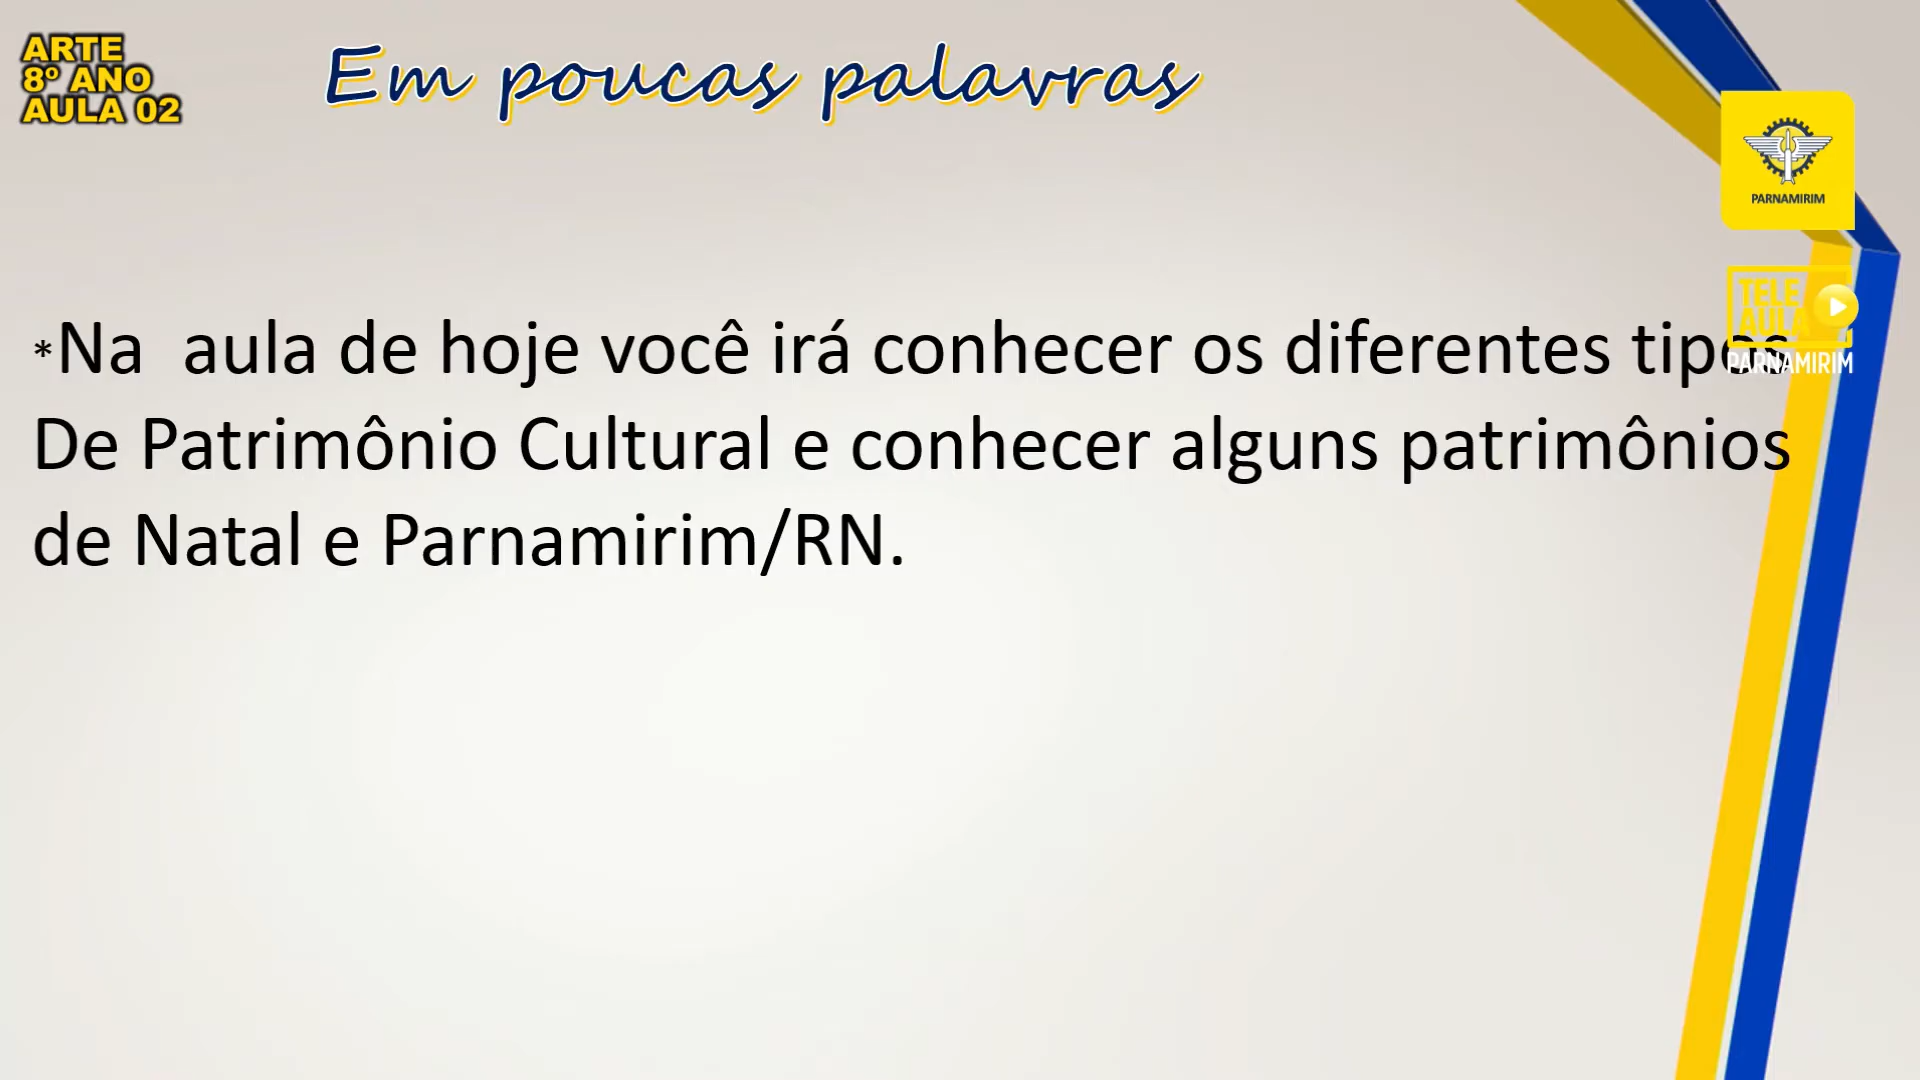 ARTE
8º ANO
AULA 02
Em poucas palavras
PARNAMIRIM
TELE
AULA
PARNAMIRIM
*Na  aula de hoje você irá conhecer os diferentes tipos
De Patrimônio Cultural e conhecer alguns patrimônios
de Natal e Parnamirim/RN.